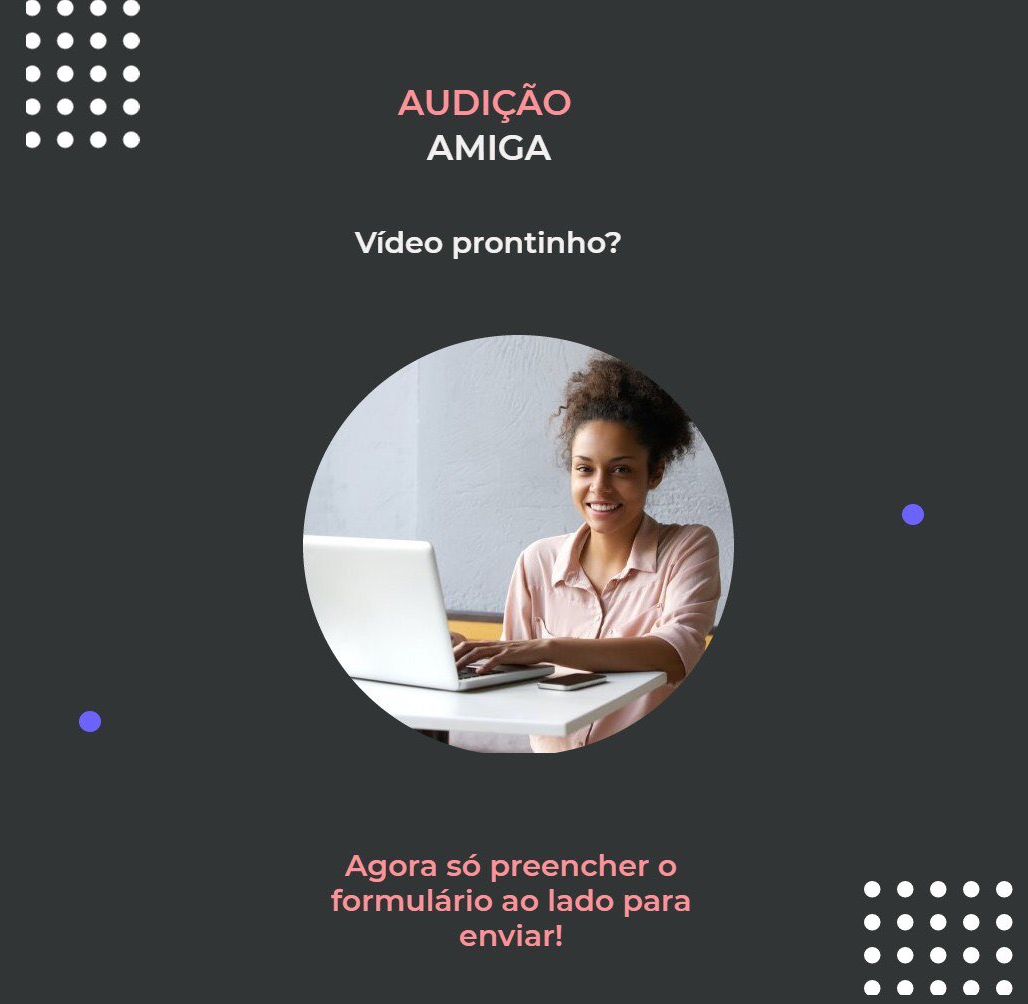 AUDIÇÃO
AMIGA
Vídeo prontinho?
Agora só preencher o
formulário ao lado para
enviar!